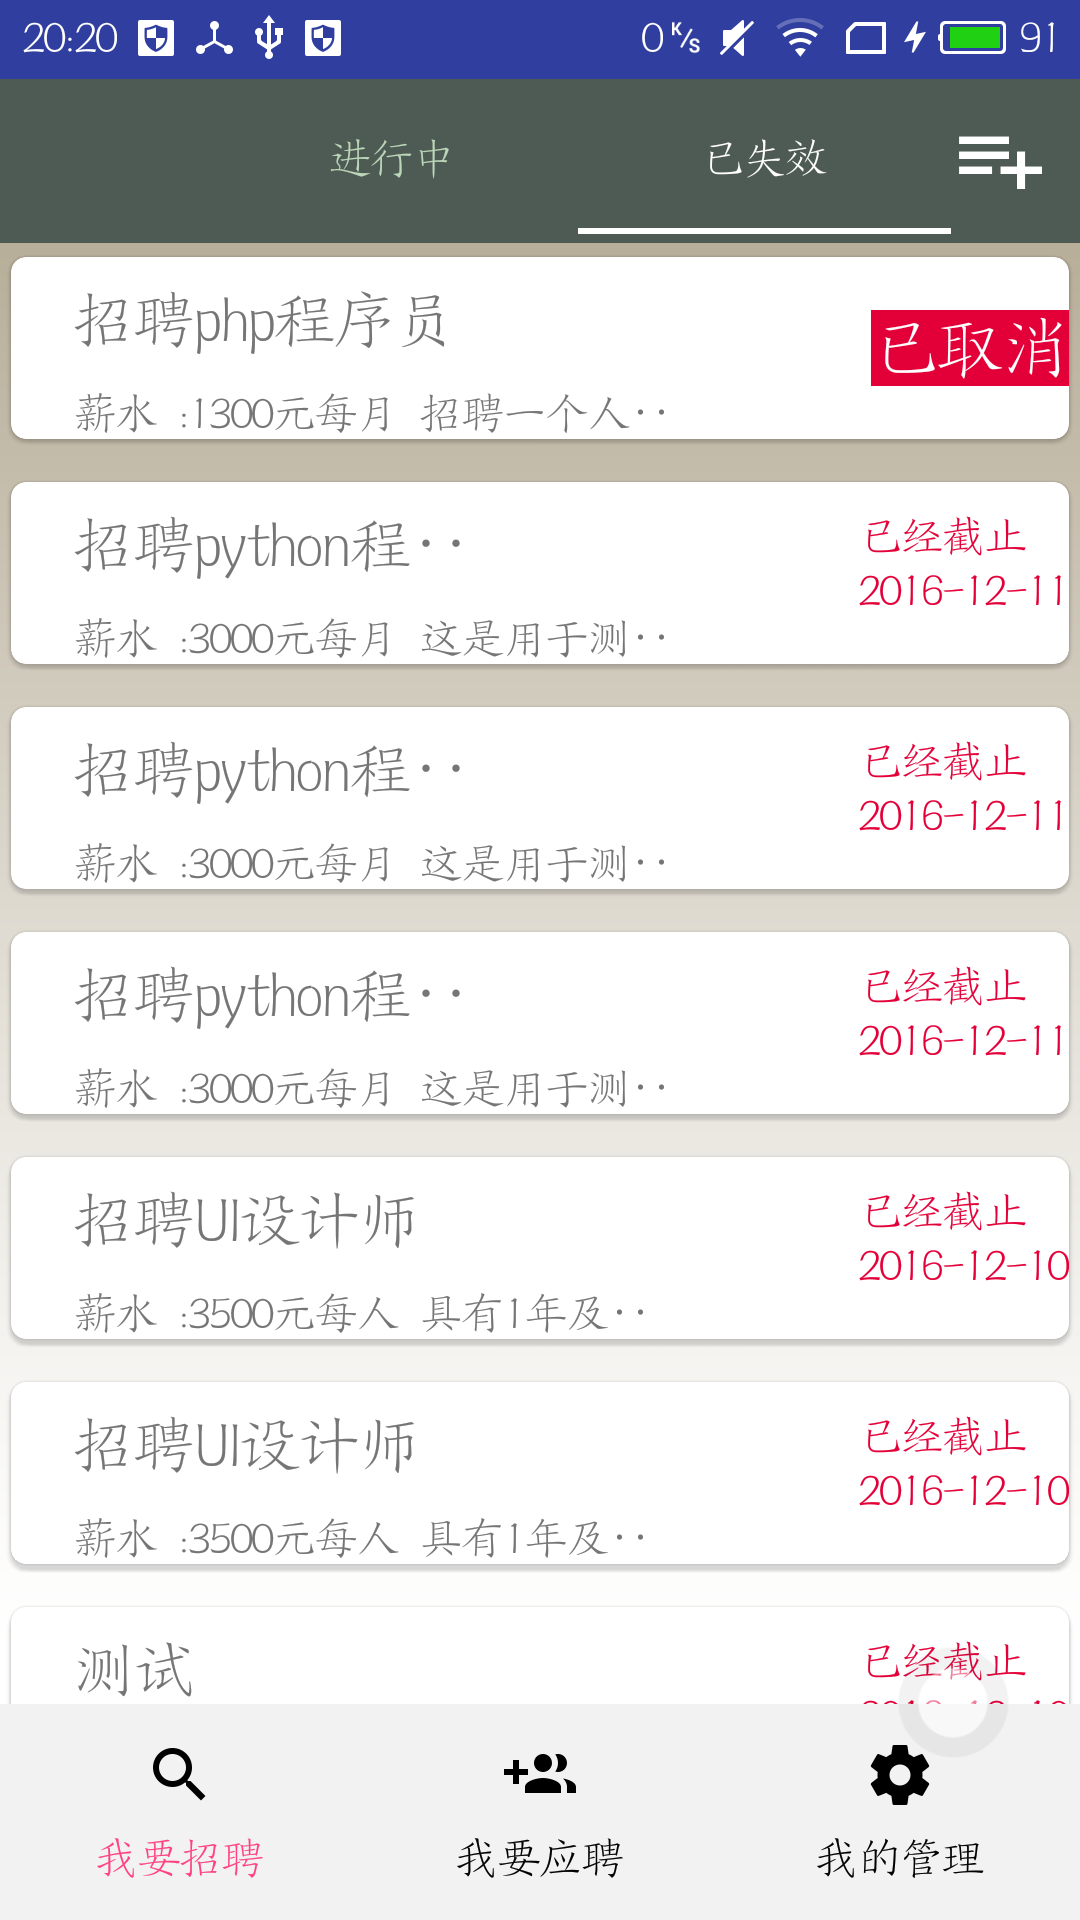 20:20 0 K/s 91
进行中 已失效
招聘php程序员
已取消
薪水 :1300元每月 招聘一个人··
招聘python程··
已经截止
2016-12-11
薪水 :3000元每月 这是用于测··
招聘python程··
已经截止
2016-12-11
薪水 :3000元每月 这是用于测··
招聘python程··
已经截止
2016-12-11
薪水 :3000元每月 这是用于测··
招聘UI设计师
已经截止
2016-12-10
薪水 :3500元每人 具有1年及··
招聘UI设计师
已经截止
2016-12-10
薪水 :3500元每人 具有1年及··
测试
已经截止
我要招聘 我要应聘 我的管理